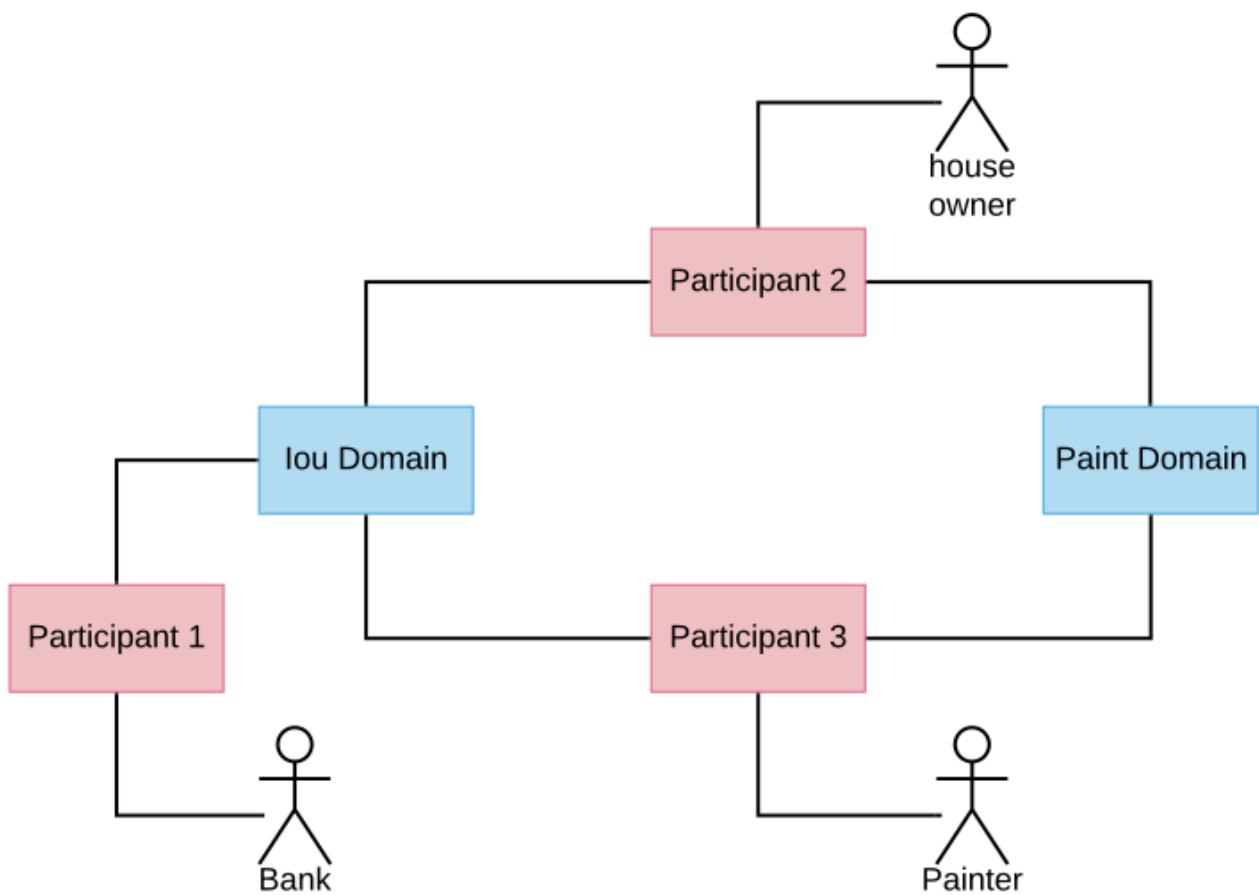 house
owner
Participant 2
Iou Domain
Paint Domain
Participant 1
Participant 3
Bank
Painter